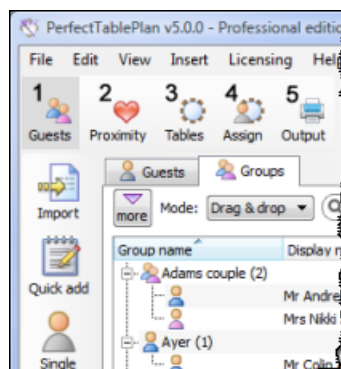 PerfectTablePlan v5.0.0 - Professional editio
File Edit View Insert Licensing Hel
1 2 3 4 5
Guests Proximity Tables Assign Output
Guests Groups
Import
more Mode: Drag & drop
Group name Display
Adams couple (2)
Quick add
Mr Andre
Mrs Nikki
Ayer (1)
Single
Mr Colin